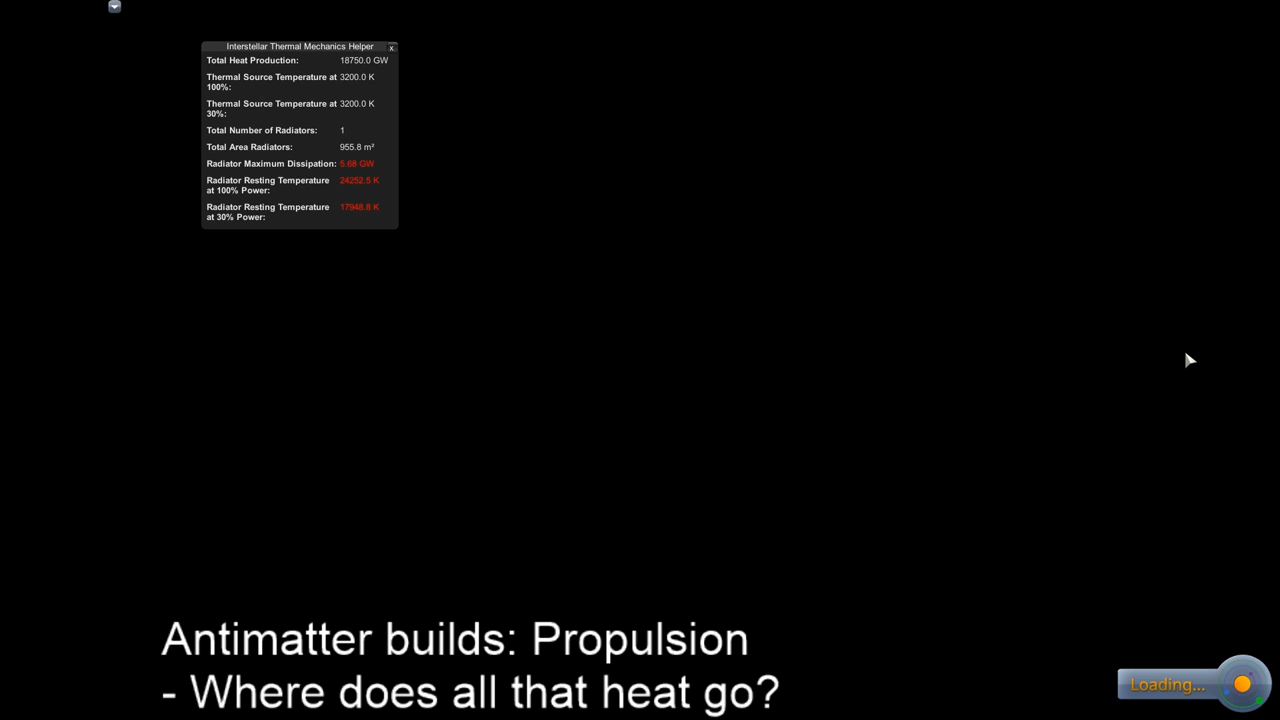 Interstellar Thermal Mechanics Helper x
Total Heat Production: 18750.0 GW
Thermal Source Temperature at 3200.0 K
100%:
Thermal Source Temperature at 3200.0 K
30%:
Total Number of Radiators: 1
Total Area Radiators: 955.8 m²
Radiator Maximum Dissipation: 5.68 GW
Radiator Resting Temperature 24252.5 K
at 100% Power:
Radiator Resting Temperature 17948.8 K
at 30% Power:
Antimatter builds: Propulsion
- Where does all that heat go?
Loading...